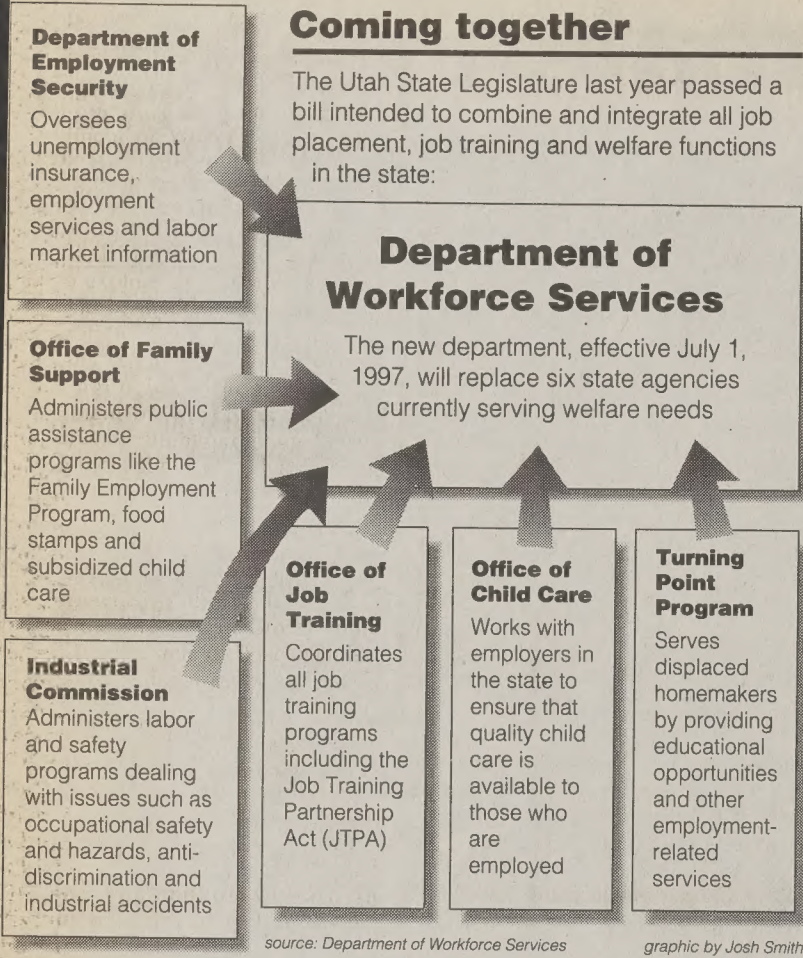 Coming together
The Utah State Legislature last year passed a
bill intended to combine and integrate all job
placement, job training and welfare functions
in the state:
Department of
Workforce Services
The new department, effective July 1,
1997, will replace six state agencies
currently serving welfare needs
Department of
Employment
Security
Oversees
unemployment
insurance,
employment
services and labor
market information
Office of Family
Support
Administers public
assistance
programs like the
Family Employment
Program, food
stamps and
subsidized child
care
Industrial
Commission
Administers labor
and safety
programs dealing
with issues such as
occupational safety
and hazards, anti-
discrimination and
industrial accidents
Office of
Job
Training
Coordinates
all job
training
programs
including the
Job Training
Partnership
Act (JTPA)
Office of
Child Care
Works with
employers in
the state to
ensure that
quality child
care is
available to
those who
are
employed
Turning
Point
Program
Serves
displaced
homemakers
by providing
educational
opportunities
and other
employment-
related
services
source: Department of Workforce Services
graphic by Josh Smith